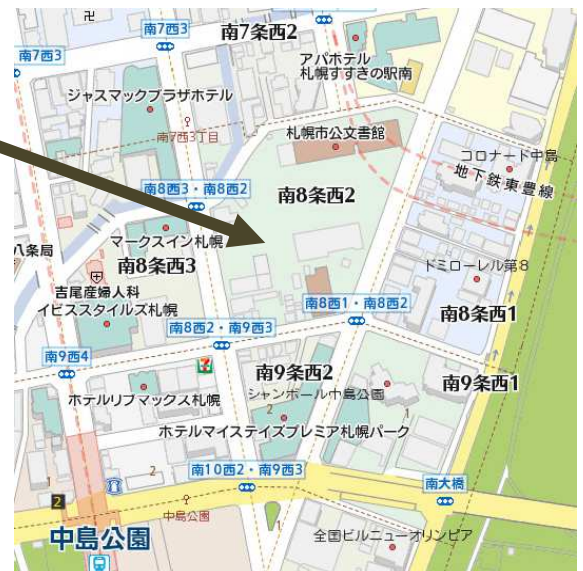 南7条西2
南7西3
南7西3
アパホテル
札幌すすきの駅南
ジャスマックプラザホテル
南7西3丁目
札幌市公文書館
コロナード中島
地下鉄東豊線
南8西3・南8西2
南8条西2
マークスイン札幌
八条局
南8条西3
ドミローレル第8
吉尾産婦人科
イビススタイルズ札幌
南8西1・南8西2
南8条西1
南8西2・南9西3
南9西4
南9条西2
南9条西1
シャンボール中島公園
ホテルリブマックス札幌
1
2
ホテルマイステイズプレミア札幌パーク
1
2
南10西2・南9西3
南大橋
2
中島公園
1
中島公園
全国ビルニューオリンピア